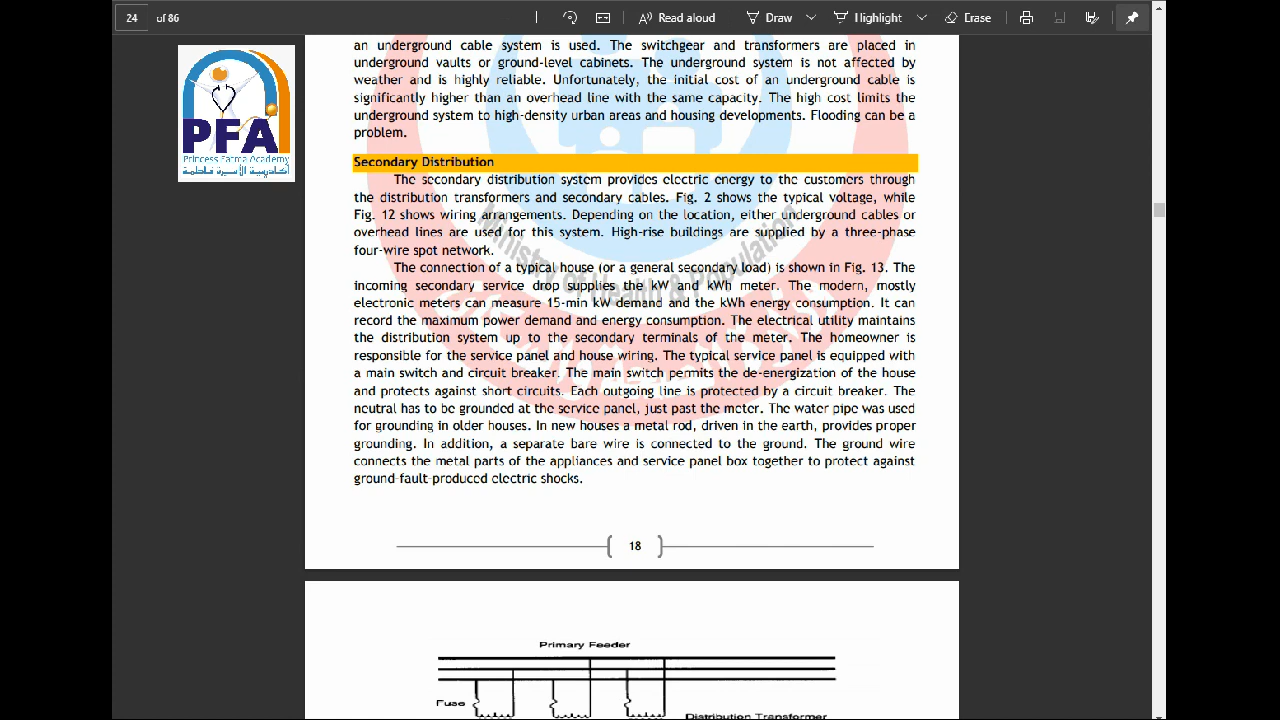 24 of 86 Read aloud Draw Highlight Erase
PFA
Princess Fatma Academy
أكاديمية الأميرة فاطمة
an underground cable system is used. The switchgear and transformers are placed in
underground vaults or ground-level cabinets. The underground system is not affected by
weather and is highly reliable. Unfortunately, the initial cost of an underground cable is
significantly higher than an overhead line with the same capacity. The high cost limits the
underground system to high-density urban areas and housing developments. Flooding can be a
problem.
Secondary Distribution
The secondary distribution system provides electric energy to the customers through
the distribution transformers and secondary cables. Fig. 2 shows the typical voltage, while
Fig. 12 shows wiring arrangements. Depending on the location, either underground cables or
overhead lines are used for this system. High-rise buildings are supplied by a three-phase
four-wire spot network.
The connection of a typical house (or a general secondary load) is shown in Fig. 13. The
incoming secondary service drop supplies the kW and kWh meter. The modern, mostly
electronic meters can measure 15-min kW demand and the kWh energy consumption. It can
record the maximum power demand and energy consumption. The electrical utility maintains
the distribution system up to the secondary terminals of the meter. The homeowner is
responsible for the service panel and house wiring. The typical service panel is equipped with
a main switch and circuit breaker. The main switch permits the de-energization of the house
and protects against short circuits. Each outgoing line is protected by a circuit breaker. The
neutral has to be grounded at the service panel, just past the meter. The water pipe was used
for grounding in older houses. In new houses a metal rod, driven in the earth, provides proper
grounding. In addition, a separate bare wire is connected to the ground. The ground wire
connects the metal parts of the appliances and service panel box together to protect against
ground-fault-produced electric shocks.
Ministry of Health & Population
18
Primary Feeder
Fuse
Distribution Transformer